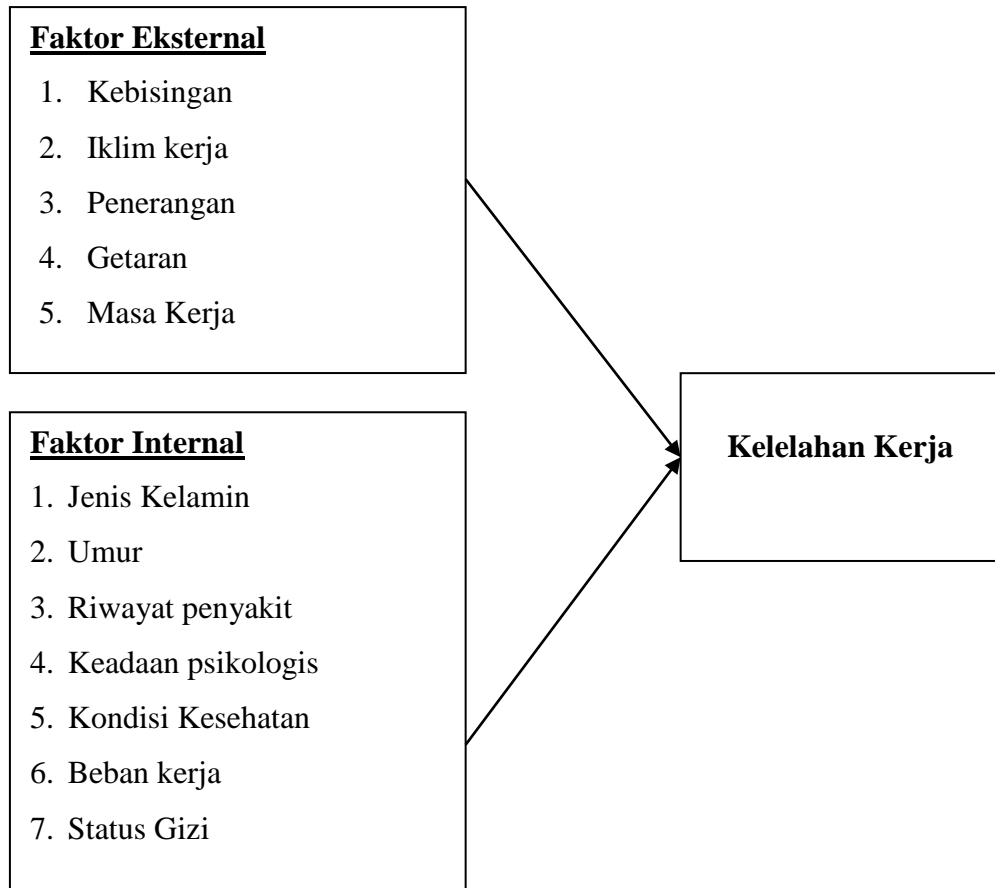 Faktor Eksternal
1. Kebisingan
2. Iklim kerja
3. Penerangan
4. Getaran
5. Masa Kerja
Faktor Internal
1. Jenis Kelamin
2. Umur
3. Riwayat penyakit
4. Keadaan psikologis
5. Kondisi Kesehatan
6. Beban kerja
7. Status Gizi
Kelelahan Kerja